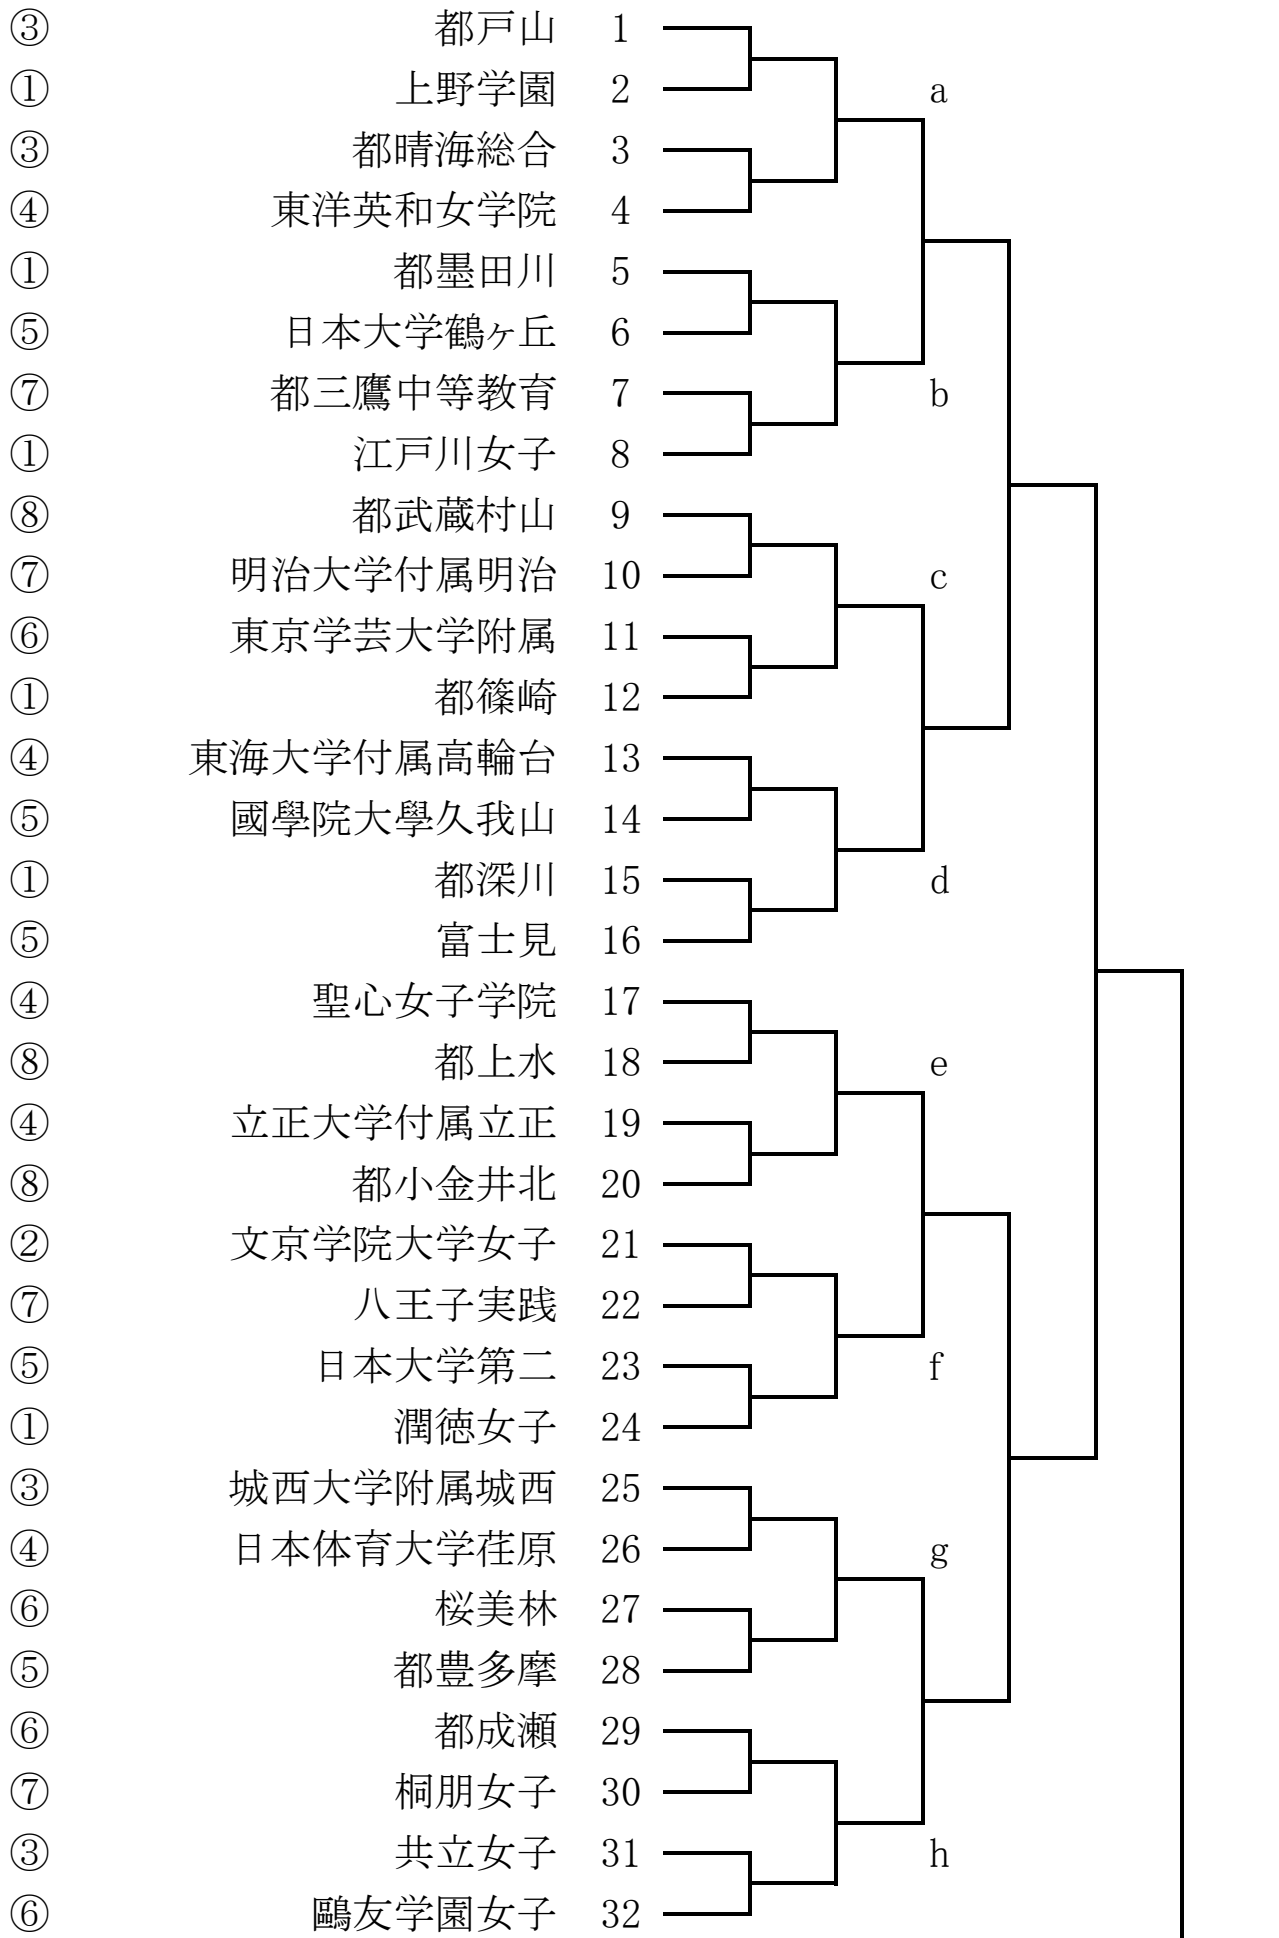 ③ 都戸山 1
① 上野学園 2 a
③ 都晴海総合 3
④ 東洋英和女学院 4
① 都墨田川 5
⑤ 日本大学鶴ヶ丘 6
⑦ 都三鷹中等教育 7 b
① 江戸川女子 8
⑧ 都武蔵村山 9
⑦ 明治大学付属明治 10 c
⑥ 東京学芸大学附属 11
① 都篠崎 12
④ 東海大学付属高輪台 13
⑤ 國學院大學久我山 14
① 都深川 15 d
⑤ 富士見 16
④ 聖心女子学院 17
⑧ 都上水 18 e
④ 立正大学付属立正 19
⑧ 都小金井北 20
② 文京学院大学女子 21
⑦ 八王子実践 22
⑤ 日本大学第二 23 f
① 潤徳女子 24
③ 城西大学附属城西 25
④ 日本体育大学荏原 26 g
⑥ 桜美林 27
⑤ 都豊多摩 28
⑥ 都成瀬 29
⑦ 桐朋女子 30
③ 共立女子 31 h
⑥ 鷗友学園女子 32